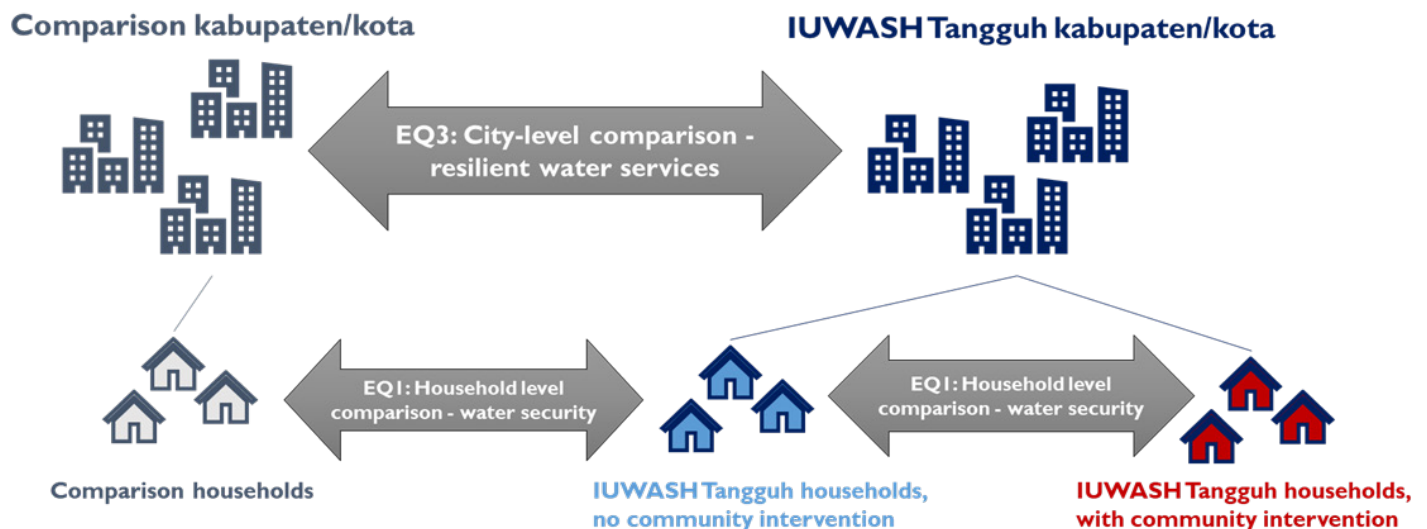 Comparison kabupaten/kota
IUWASH Tangguh kabupaten/kota
EQ3: City-level comparison -
resilient water services
EQ1: Household level
comparison - water security
EQ1: Household level
comparison - water security
Comparison households
IUWASH Tangguh households,
no community intervention
IUWASH Tangguh households,
with community intervention